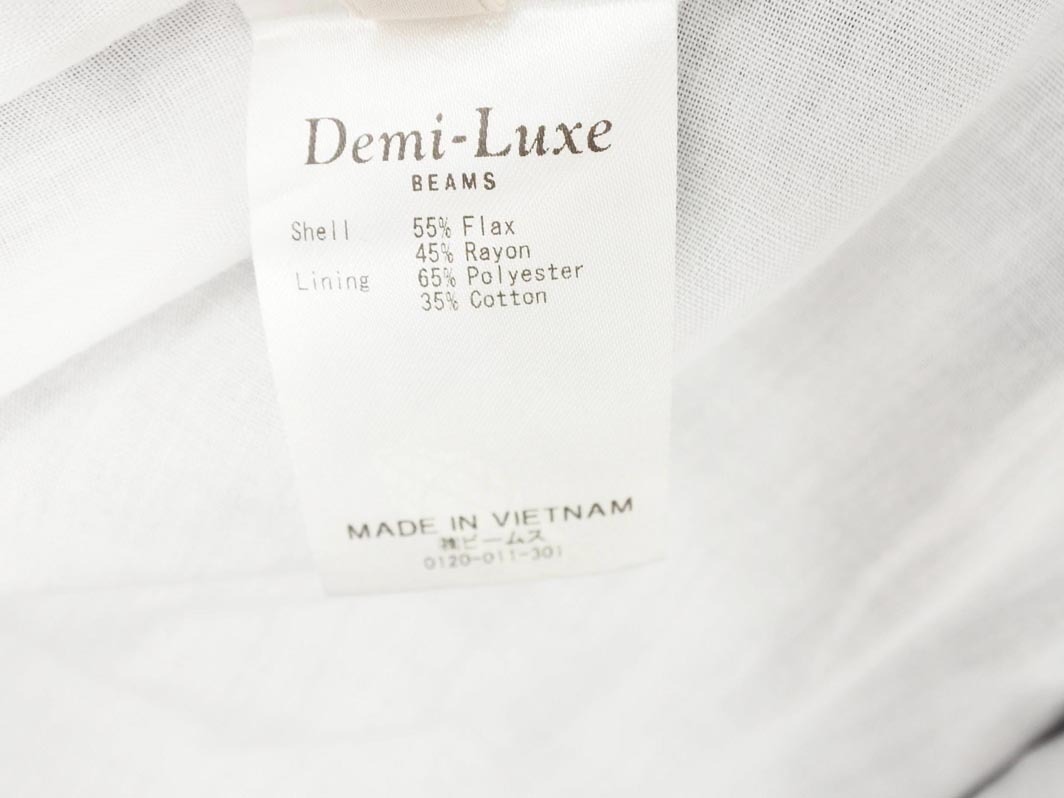 Demi-Luxe
BEAMS
Shell 55% Flax
45% Rayon
Lining 65% Polyester
35% Cotton
MADE IN VIETNAM
㈱ビームス
0120-011-301